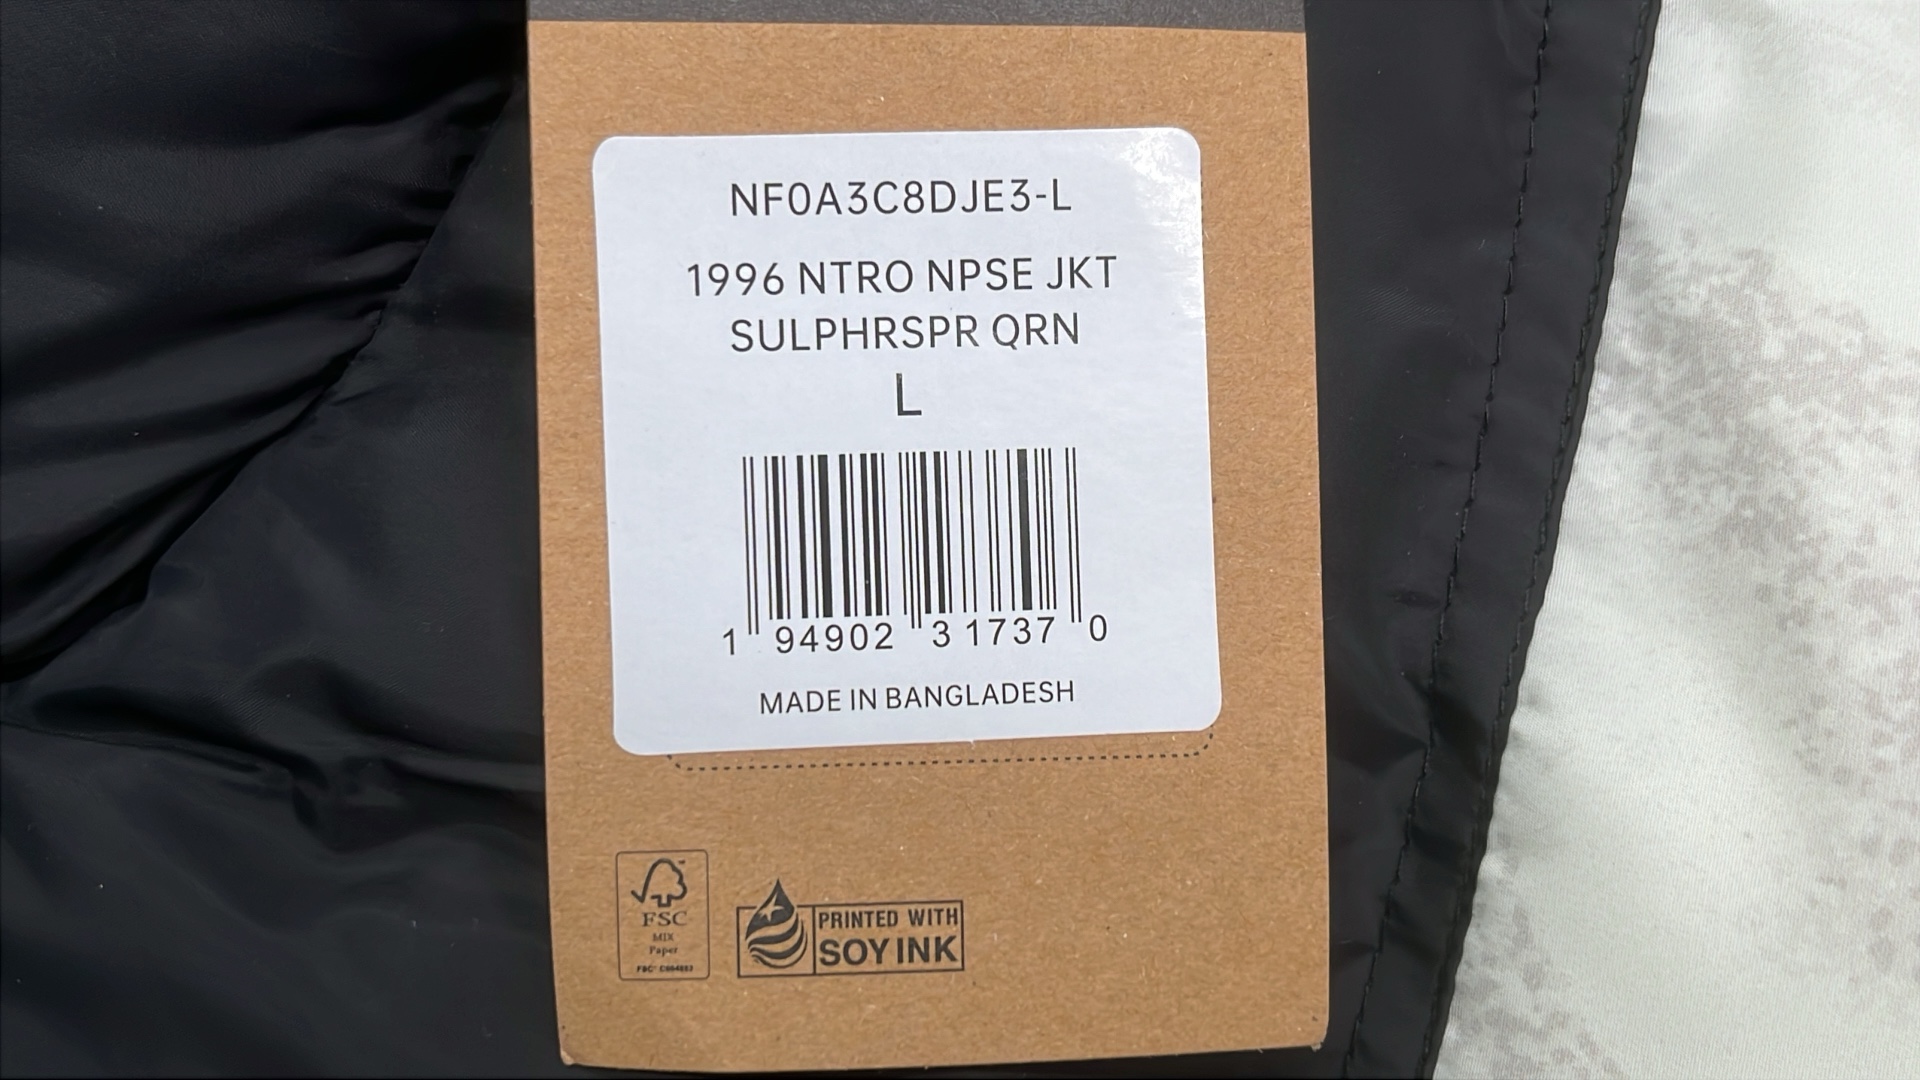 NF0A3C8DJE3-L
1996 NTRO NPSE JKT
SULPHRSPR QRN
L
1 94902 31737 0
MADE IN BANGLADESH
FSC
MIX
Paper
PRINTED WITH
SOY INK